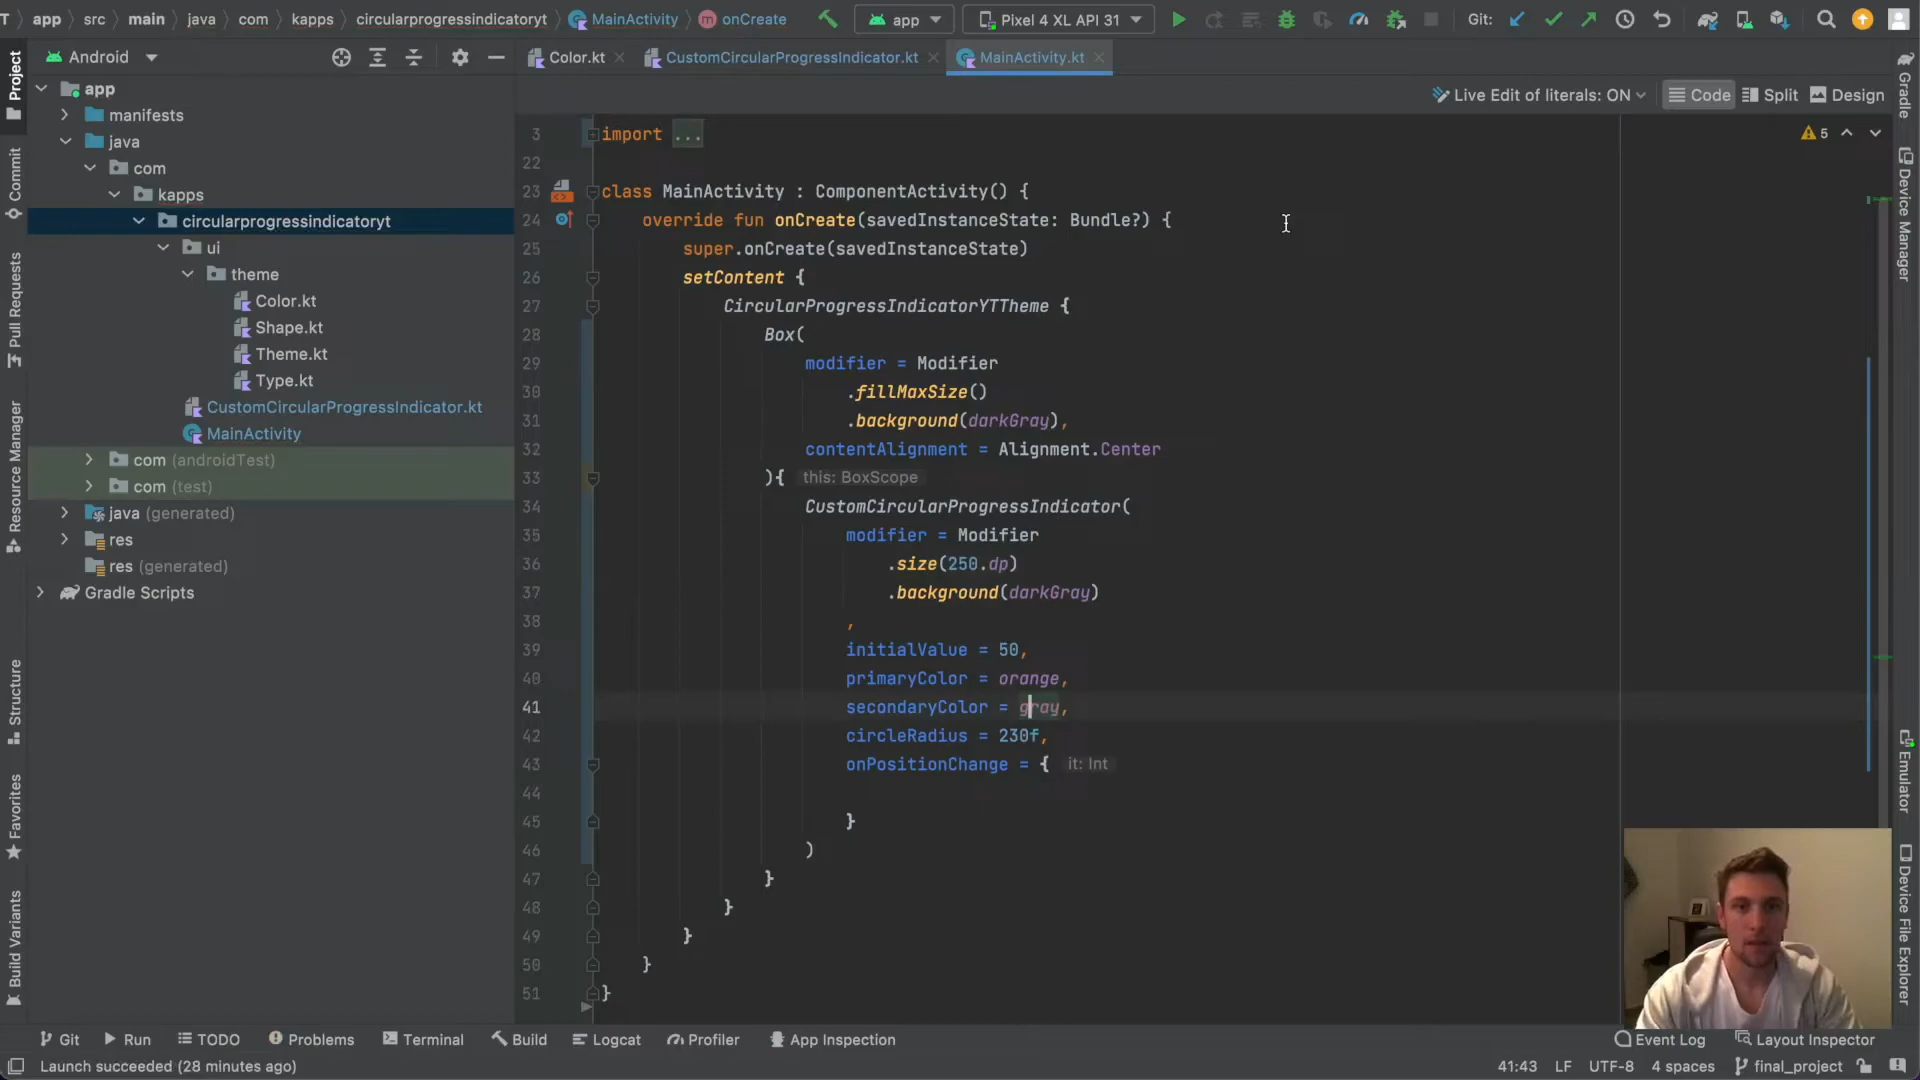 app
src
main
java
com
kapps
circularprogressindicatoryt
MainActivity
onCreate
app
Pixel 4 XL API 31
Git:
Android
Color.kt
CustomCircularProgressIndicator.kt
MainActivity.kt
Live Edit of literals: ON
Code
Split
Design
Project
Commit
Pull Requests
Resource Manager
Structure
Favorites
Build Variants
app
manifests
java
com
kapps
circularprogressindicatoryt
ui
theme
Color.kt
Shape.kt
Theme.kt
Type.kt
CustomCircularProgressIndicator.kt
MainActivity
com (androidTest)
com (test)
java (generated)
res
res (generated)
Gradle Scripts
5
3 import ...
22
23 class MainActivity : ComponentActivity() {
24 override fun onCreate(savedInstanceState: Bundle?) {
25 super.onCreate(savedInstanceState)
26 setContent {
27 CircularProgressIndicatorYTTheme {
28 Box(
29 modifier = Modifier
30 .fillMaxSize()
31 .background(darkGray),
32 contentAlignment = Alignment.Center
33 ){ this: BoxScope
34 CustomCircularProgressIndicator(
35 modifier = Modifier
36 .size(250.dp)
37 .background(darkGray)
38 ,
39 initialValue = 50,
40 primaryColor = orange,
41 secondaryColor = gray,
42 circleRadius = 230f,
43 onPositionChange = { it: Int
44
45 }
46 )
47 }
48 }
49 }
50 }
51 }
Gradle
Device Manager
Emulator
Device File Explorer
Git
Run
TODO
Problems
Terminal
Build
Logcat
Profiler
App Inspection
Event Log
Layout Inspector
Launch succeeded (28 minutes ago)
41:43
LF
UTF-8
4 spaces
final_project